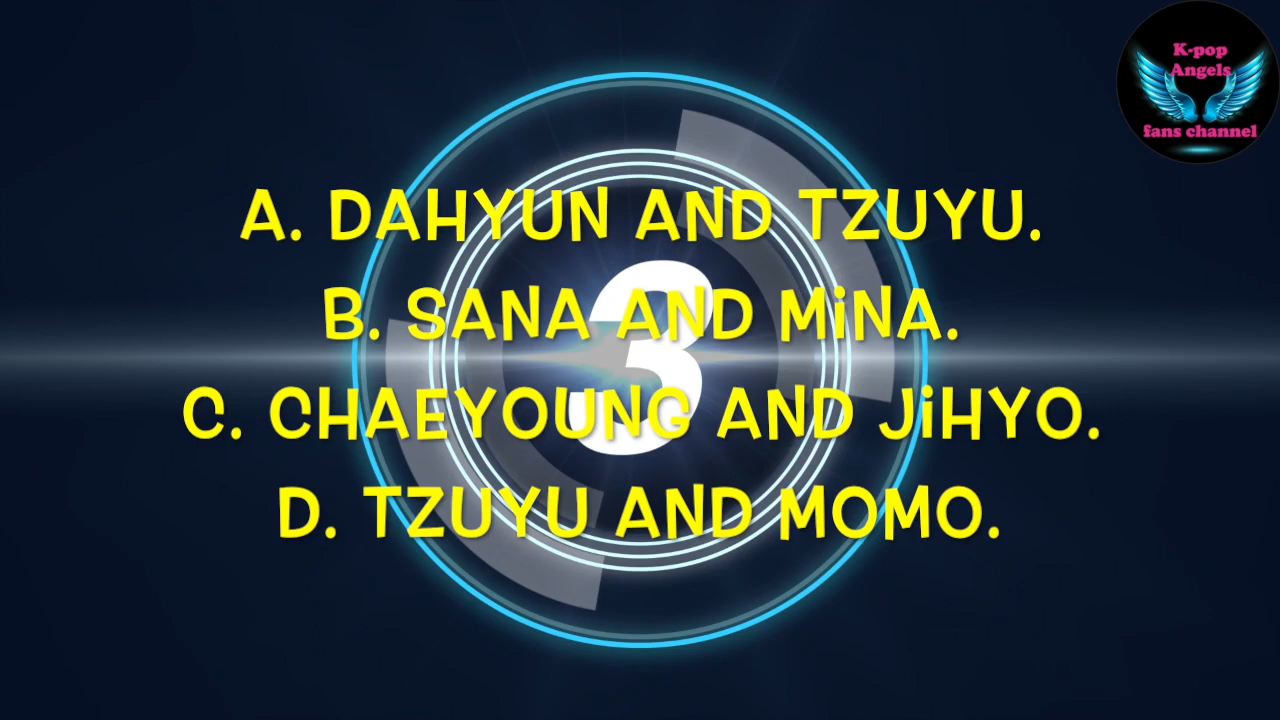 K-pop
Angels
fans channel
A. DAHYUN AND TZUYU.
B. SANA AND MiNA.
3
C. CHAEYOUNG AND JiHYO.
D. TZUYU AND MOMO.